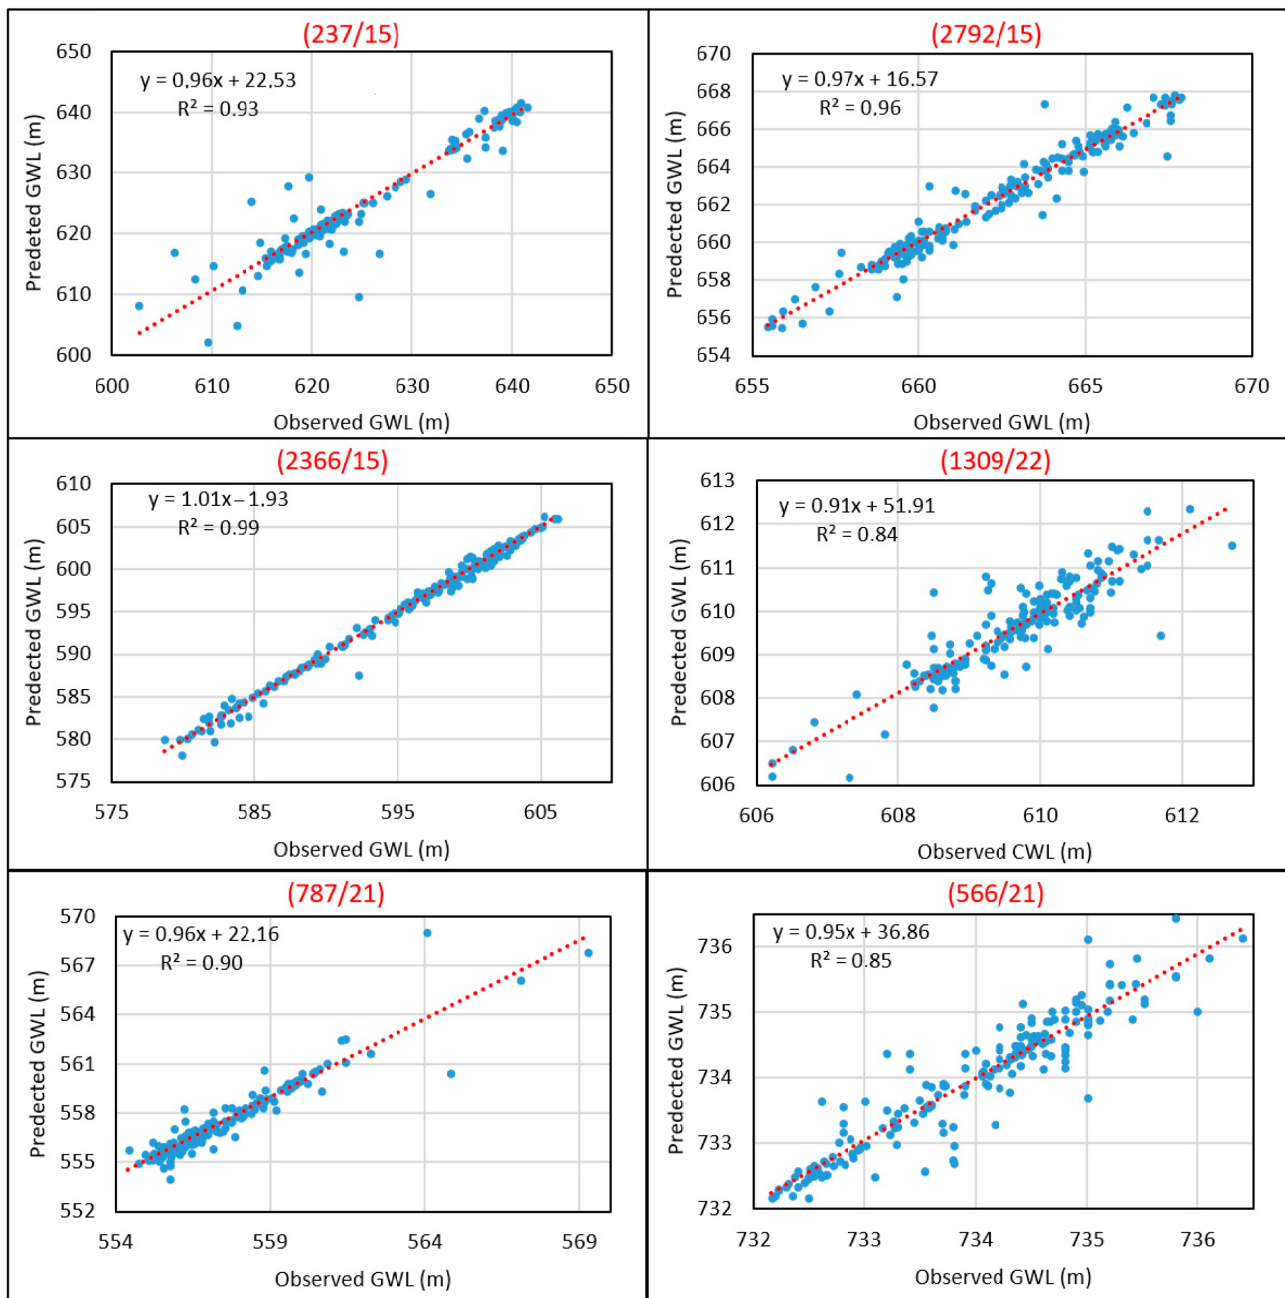 (237/15)
y = 0,96x + 22,53
R² = 0.93
Predeted GWL (m)
650
640
630
620
610
600
600 610 620 630 640 650
Observed GWL (m)
(2792/15)
y = 0,97x + 16.57
R² = 0,96
Predected GWL (m)
670
668
666
664
662
660
658
656
654
655 660 665 670
Observed GWL (m)
(2366/15)
y = 1.01x – 1,93
R² = 0.99
Predected GWL (m)
610
605
600
595
590
585
580
575
575 585 595 605
Observed GWL (m)
(1309/22)
y = 0.91x + 51.91
R² = 0.84
Predected GWL (m)
613
612
611
610
609
608
607
606
606 608 610 612
Observed CWL (m)
(787/21)
y = 0,96x + 22,16
R² = 0.90
Predected GWL (m)
570
567
564
561
558
555
552
554 559 564 569
Observed GWL (m)
(566/21)
y = 0,95x + 36,86
R² = 0.85
Predected GWL (m)
736
735
734
733
732
732 733 734 735 736
Observed GWL (m)